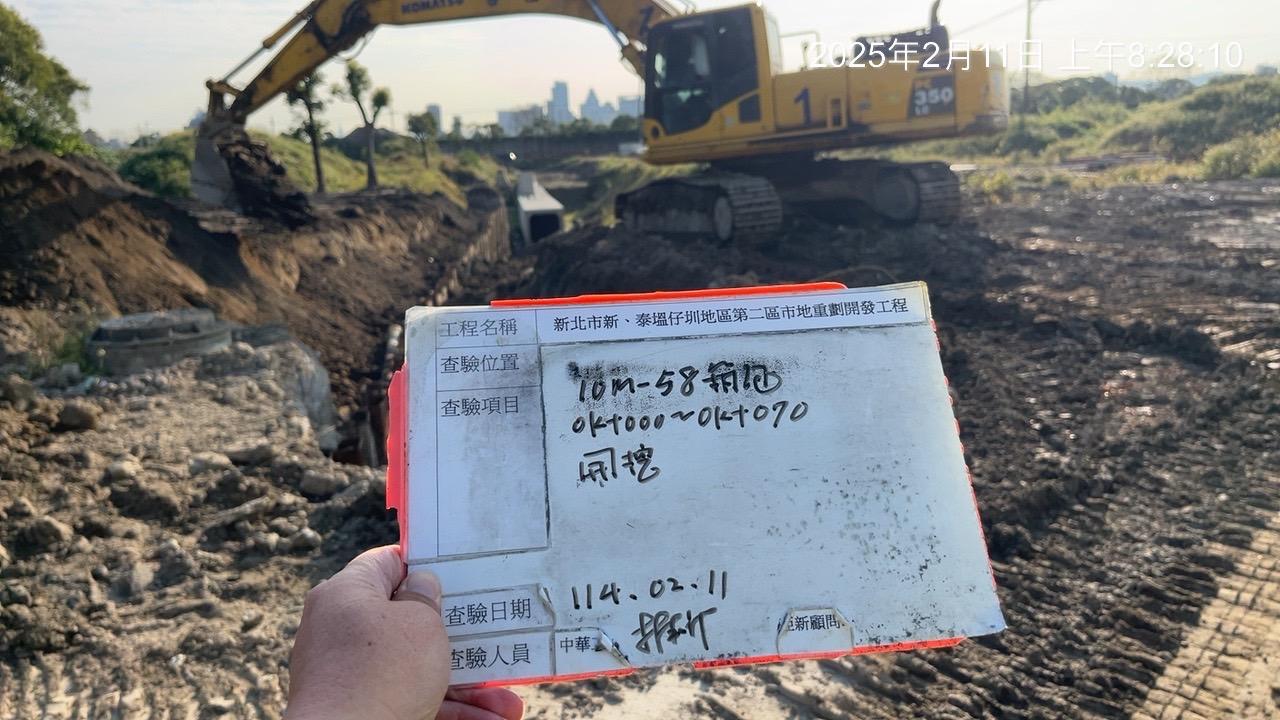 KOMATSU
2025年2月11日 上午8:28:10
1
PC
350
工程名稱 新北市新、泰塭仔圳地區第二區市地重劃開發工程
查驗位置 10m-58箱涵
查驗項目 0k+000~0k+070
開挖
查驗日期 114.02.11
查驗人員 中華工 新顧問